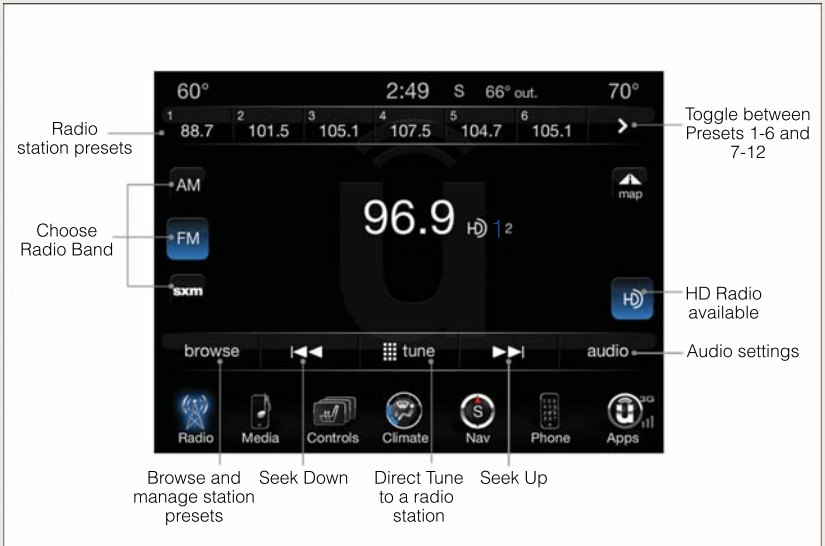 60° 2:49 S 66° out. 70°
1 2 3 4 5 6
88.7 101.5 105.1 107.5 104.7 105.1
Radio
station presets
Toggle between
Presets 1-6 and
7-12
AM
map
96.9 HD 1 2
Choose
Radio Band
FM
sxm
HD
HD Radio
available
browse tune audio
Audio settings
Radio Media Controls Climate S Nav Phone 3G Apps
Browse and
manage station
presets
Seek Down
Direct Tune
to a radio
station
Seek Up